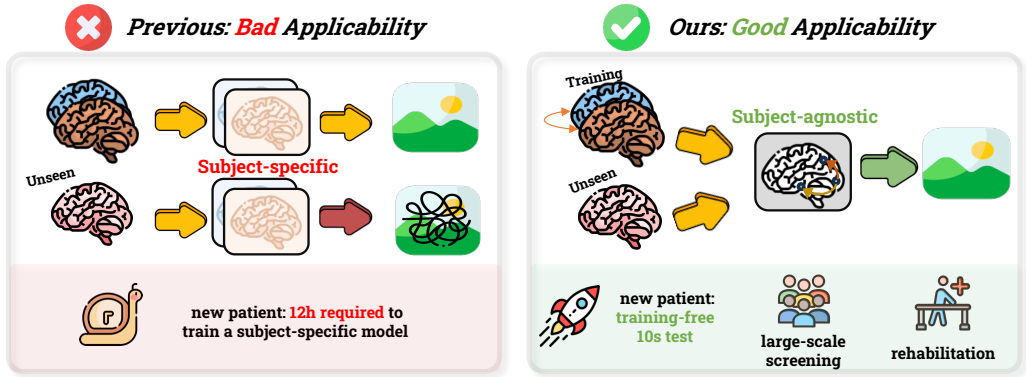 Previous: Bad Applicability
Unseen
Subject-specific
new patient: 12h required to
train a subject-specific model
Ours: Good Applicability
Training
Unseen
Subject-agnostic
new patient:
training-free
10s test
large-scale
screening
rehabilitation